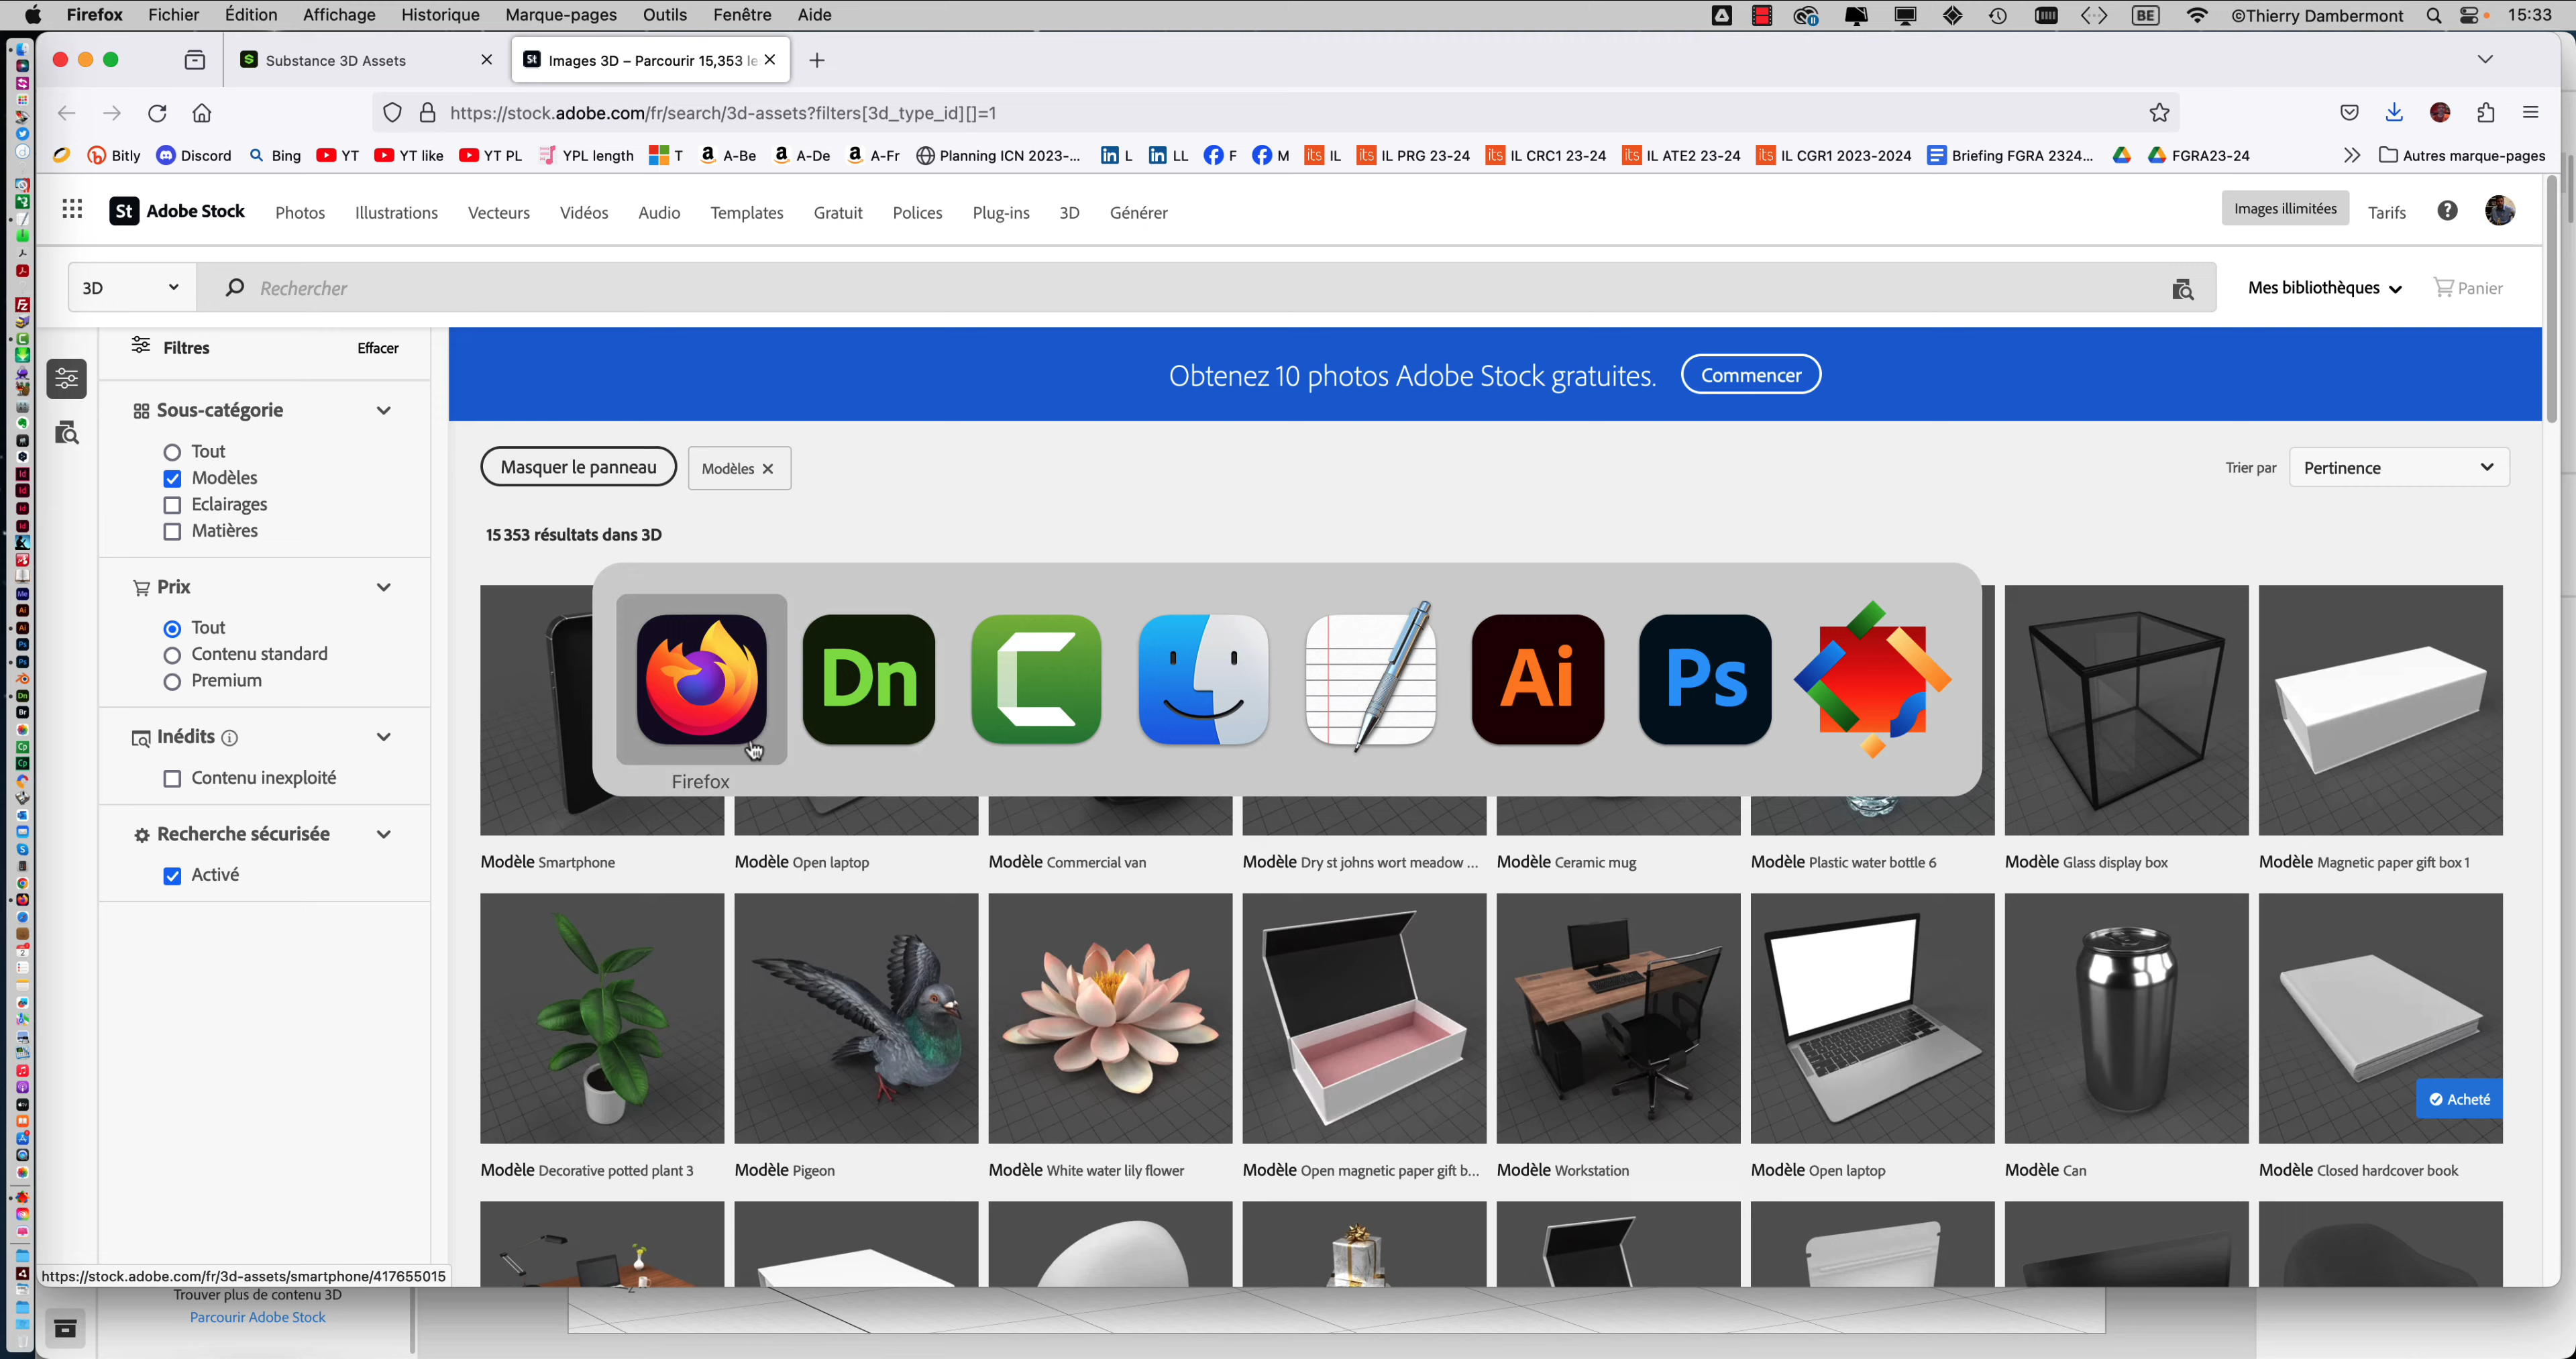 Firefox Fichier Édition Affichage Historique Marque-pages Outils Fenêtre Aide BE ©Thierry Dambermont 15:33
Substance 3D Assets St Images 3D – Parcourir 15,353 le
https://stock.adobe.com/fr/search/3d-assets?filters[3d_type_id][]=1
Bitly Discord Bing YT YT like YT PL YPL length T A-Be A-De A-Fr Planning ICN 2023-... L LL F M its IL its IL PRG 23-24 its IL CRC1 23-24 its IL ATE2 23-24 its IL CGR1 2023-2024 Briefing FGRA 2324... FGRA23-24 Autres marque-pages
St Adobe Stock Photos Illustrations Vecteurs Vidéos Audio Templates Gratuit Polices Plug-ins 3D Générer Images illimitées Tarifs ?
3D Rechercher Mes bibliothèques Panier
Filtres Effacer
Obtenez 10 photos Adobe Stock gratuites. Commencer
Sous-catégorie
Tout
Modèles
Eclairages
Matières
Prix
Tout
Contenu standard
Premium
Inédits
Contenu inexploité
Recherche sécurisée
Activé
Masquer le panneau Modèles Trier par Pertinence
15 353 résultats dans 3D
Dn Ai Ps
Firefox
Modèle Smartphone Modèle Open laptop Modèle Commercial van Modèle Dry st johns wort meadow ... Modèle Ceramic mug Modèle Plastic water bottle 6 Modèle Glass display box Modèle Magnetic paper gift box 1
Acheté
Modèle Decorative potted plant 3 Modèle Pigeon Modèle White water lily flower Modèle Open magnetic paper gift b... Modèle Workstation Modèle Open laptop Modèle Can Modèle Closed hardcover book
https://stock.adobe.com/fr/3d-assets/smartphone/417655015
Trouver plus de contenu 3D
Parcourir Adobe Stock